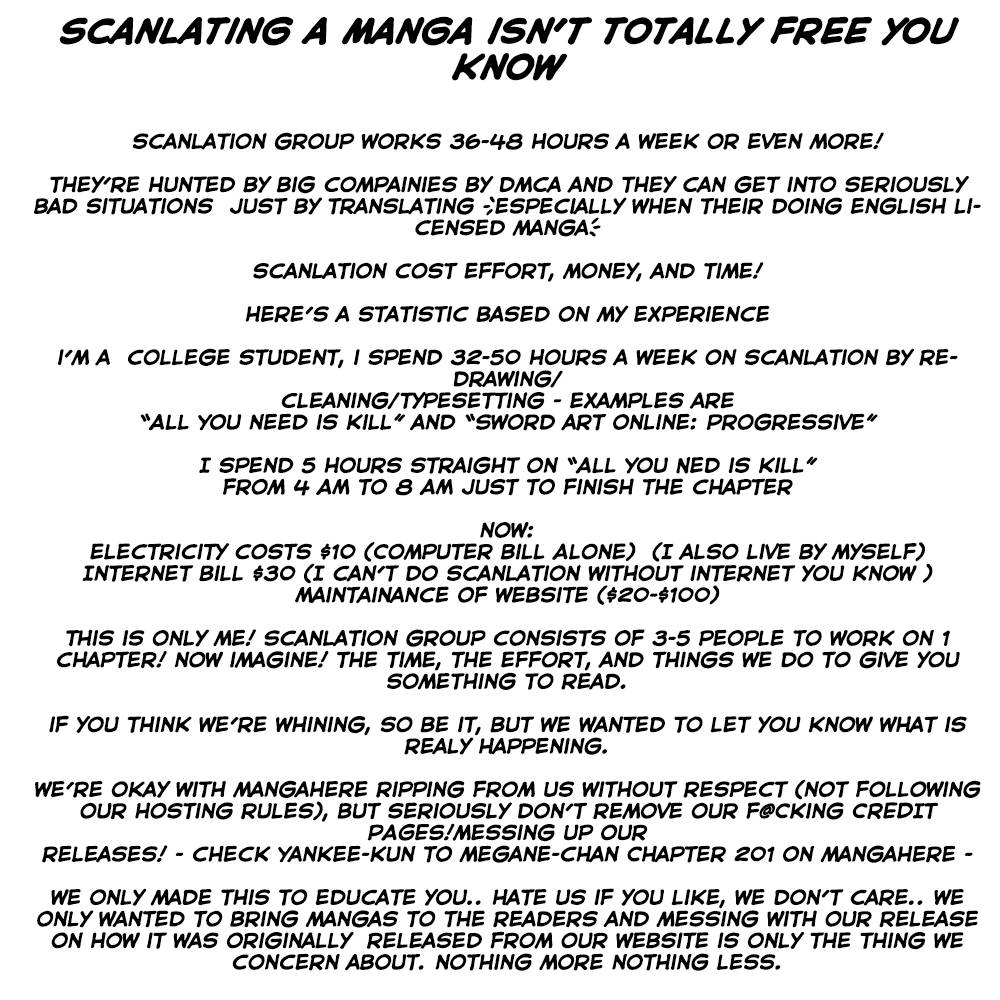 SCANLATING A MANGA ISN'T TOTALLY FREE YOU
KNOW
SCANLATION GROUP WORKS 36-48 HOURS A WEEK OR EVEN MORE!
THEY'RE HUNTED BY BIG COMPAINIES BY DMCA AND THEY CAN GET INTO SERIOUSLY
BAD SITUATIONS JUST BY TRANSLATING (ESPECIALLY WHEN THEIR DOING ENGLISH LI-
CENSED MANGA)
SCANLATION COST EFFORT, MONEY, AND TIME!
HERE'S A STATISTIC BASED ON MY EXPERIENCE
I'M A COLLEGE STUDENT, I SPEND 32-50 HOURS A WEEK ON SCANLATION BY RE-
DRAWING/
CLEANING/TYPESETTING - EXAMPLES ARE
"ALL YOU NEED IS KILL" AND "SWORD ART ONLINE: PROGRESSIVE"
I SPEND 5 HOURS STRAIGHT ON "ALL YOU NED IS KILL"
FROM 4 AM TO 8 AM JUST TO FINISH THE CHAPTER
NOW:
ELECTRICITY COSTS $10 (COMPUTER BILL ALONE) (I ALSO LIVE BY MYSELF)
INTERNET BILL $30 (I CAN'T DO SCANLATION WITHOUT INTERNET YOU KNOW )
MAINTAINANCE OF WEBSITE ($20-$100)
THIS IS ONLY ME! SCANLATION GROUP CONSISTS OF 3-5 PEOPLE TO WORK ON 1
CHAPTER! NOW IMAGINE! THE TIME, THE EFFORT, AND THINGS WE DO TO GIVE YOU
SOMETHING TO READ.
IF YOU THINK WE'RE WHINING, SO BE IT, BUT WE WANTED TO LET YOU KNOW WHAT IS
REALY HAPPENING.
WE'RE OKAY WITH MANGAHERE RIPPING FROM US WITHOUT RESPECT (NOT FOLLOWING
OUR HOSTING RULES), BUT SERIOUSLY DON'T REMOVE OUR F@CKING CREDIT
PAGES!MESSING UP OUR
RELEASES! - CHECK YANKEE-KUN TO MEGANE-CHAN CHAPTER 201 ON MANGAHERE -
WE ONLY MADE THIS TO EDUCATE YOU.. HATE US IF YOU LIKE, WE DON'T CARE.. WE
ONLY WANTED TO BRING MANGAS TO THE READERS AND MESSING WITH OUR RELEASE
ON HOW IT WAS ORIGINALLY RELEASED FROM OUR WEBSITE IS ONLY THE THING WE
CONCERN ABOUT. NOTHING MORE NOTHING LESS.